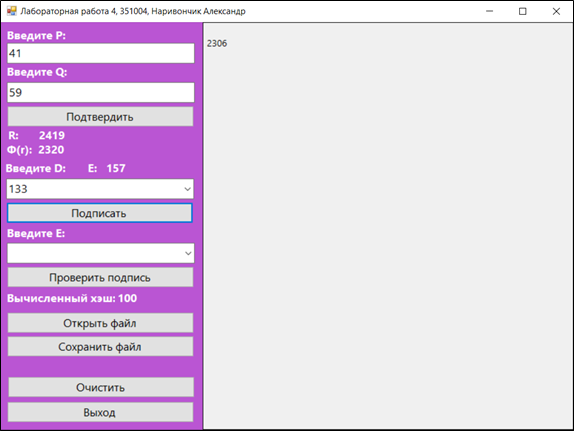 Лабораторная работа 4, 351004, Наривончик Александр
Введите P:
41
Введите Q:
59
Подтвердить
R: 2419
Φ(r): 2320
Введите D: E: 157
133
Подписать
Введите E:
Проверить подпись
Вычисленный хэш: 100
Открыть файл
Сохранить файл
Очистить
Выход
2306